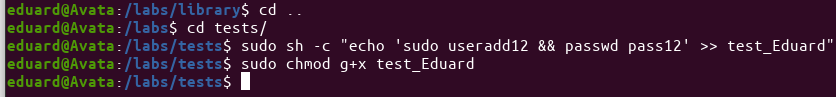 eduard@Avata:/labs/library$ cd ..
eduard@Avata:/labs$ cd tests/
eduard@Avata:/labs/tests$ sudo sh -c "echo 'sudo useradd12 && passwd pass12' >> test_Eduard"
eduard@Avata:/labs/tests$ sudo chmod g+x test_Eduard
eduard@Avata:/labs/tests$